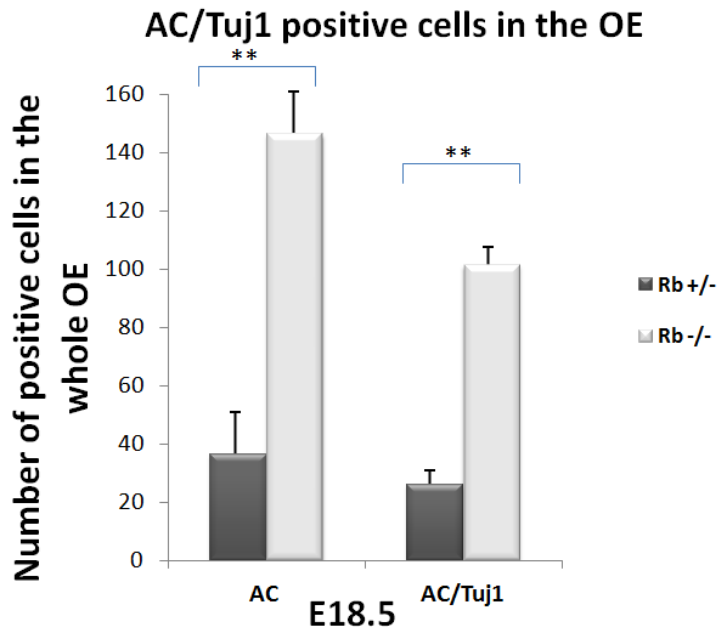 AC/Tuj1 positive cells in the OE
Number of positive cells in the
whole OE
160
140
120
100
80
60
40
20
0
**
**
AC
AC/Tuj1
E18.5
Rb +/-
Rb -/-